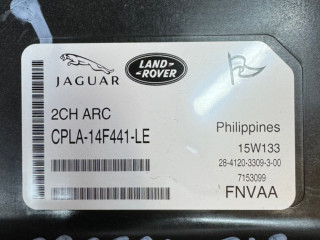 JAGUAR
LAND-
ROVER
2CH ARC
CPLA-14F441-LE
Philippines
15W133
28-4120-3309-3-00
7153099
FNVAA